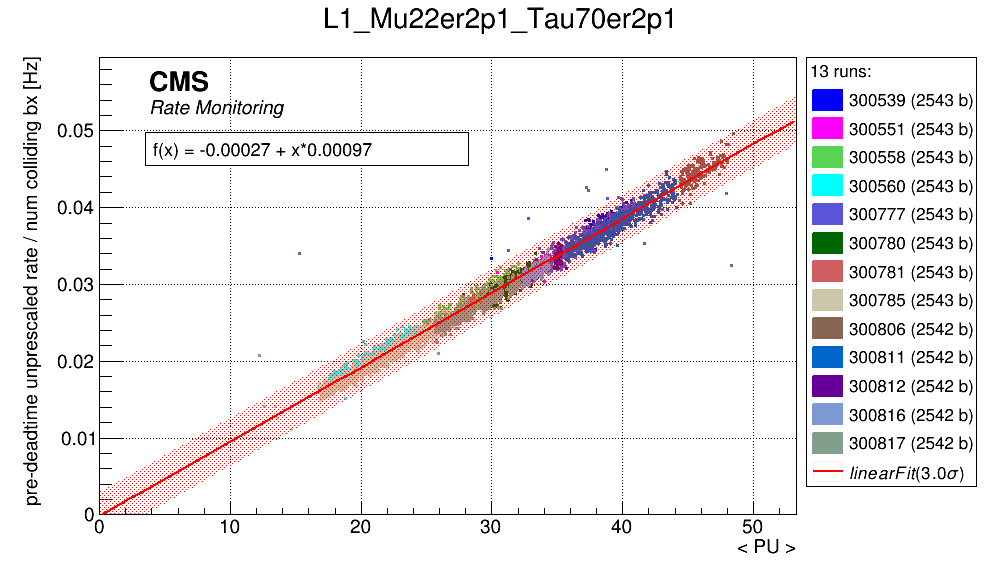 L1_Mu22er2p1_Tau70er2p1
pre-deadtime unprescaled rate / num colliding bx [Hz]
CMS
Rate Monitoring
f(x) = -0.00027 + x*0.00097
0.05
0.04
0.03
0.02
0.01
0
0 10 20 30 40 50
< PU >
13 runs:
300539 (2543 b)
300551 (2543 b)
300558 (2543 b)
300560 (2543 b)
300777 (2543 b)
300780 (2543 b)
300781 (2543 b)
300785 (2543 b)
300806 (2542 b)
300811 (2542 b)
300812 (2542 b)
300816 (2542 b)
300817 (2542 b)
linearFit(3.0σ)